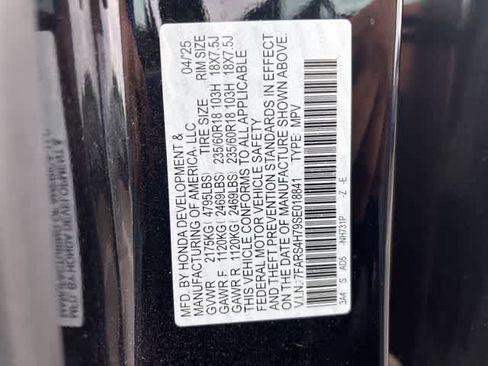 MFD. BY HONDA DEVELOPMENT & 04/25
MANUFACTURING OF AMERICA, LLC TIRE SIZE RIM SIZE
GVWR 2175KG ( 4795LBS)
GAWR F 1120KG ( 2469LBS) 235/60R18 103H 18X7.5J
GAWR R 1120KG ( 2469LBS) 235/60R18 103H 18X7.5J
THIS VEHICLE CONFORMS TO ALL APPLICABLE
FEDERAL MOTOR VEHICLE SAFETY
AND THEFT PREVENTION STANDARDS IN EFFECT
ON THE DATE OF MANUFACTURE SHOWN ABOVE.
V.I.N.:7FARS4H79SE018841 TYPE: MPV
3A4 S AD5 NH731P Z E